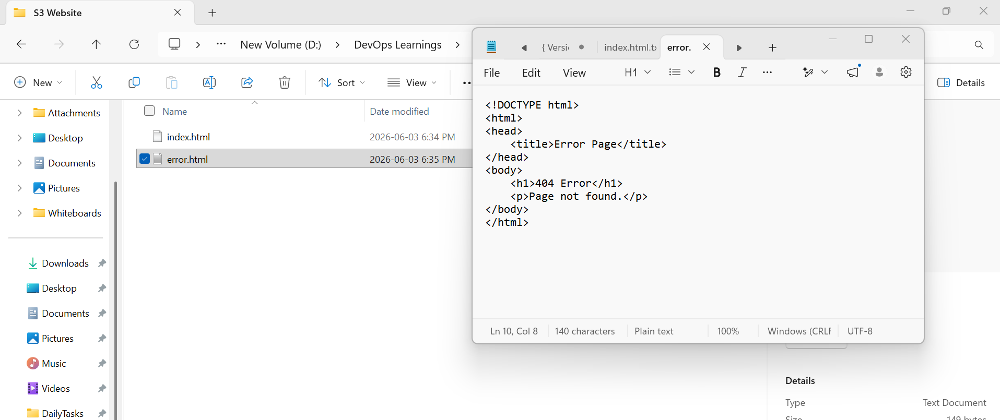 S3 Website
New Volume (D:)
DevOps Learnings
New
Sort
View
Details
Attachments
Desktop
Documents
Pictures
Whiteboards
Downloads
Desktop
Documents
Pictures
Music
Videos
DailyTasks
Name
Date modified
index.html
2026-06-03 6:34 PM
error.html
2026-06-03 6:35 PM
{ Versi
index.html.tx
error.
File
Edit
View
H1
B
I
<!DOCTYPE html>
<html>
<head>
    <title>Error Page</title>
</head>
<body>
    <h1>404 Error</h1>
    <p>Page not found.</p>
</body>
</html>
Ln 10, Col 8
140 characters
Plain text
100%
Windows (CRLF
UTF-8
Details
Type
Text Document
Size
149 bytes